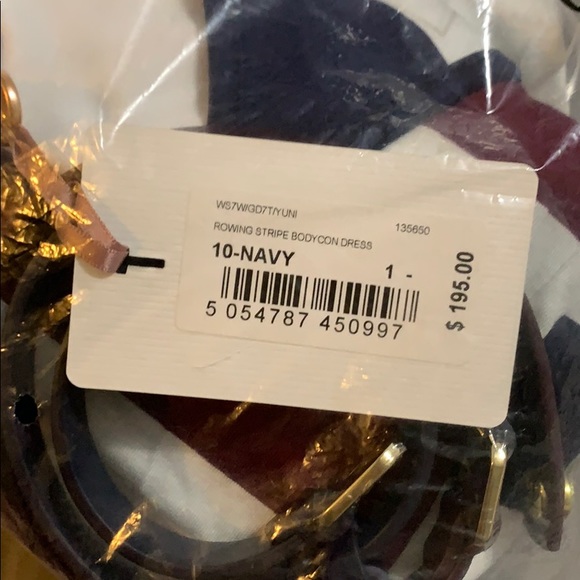 WS7W/GD7T/YUNI 135650
ROWING STRIPE BODYCON DRESS
10-NAVY 1 -
5 054787 450997
$ 195.00